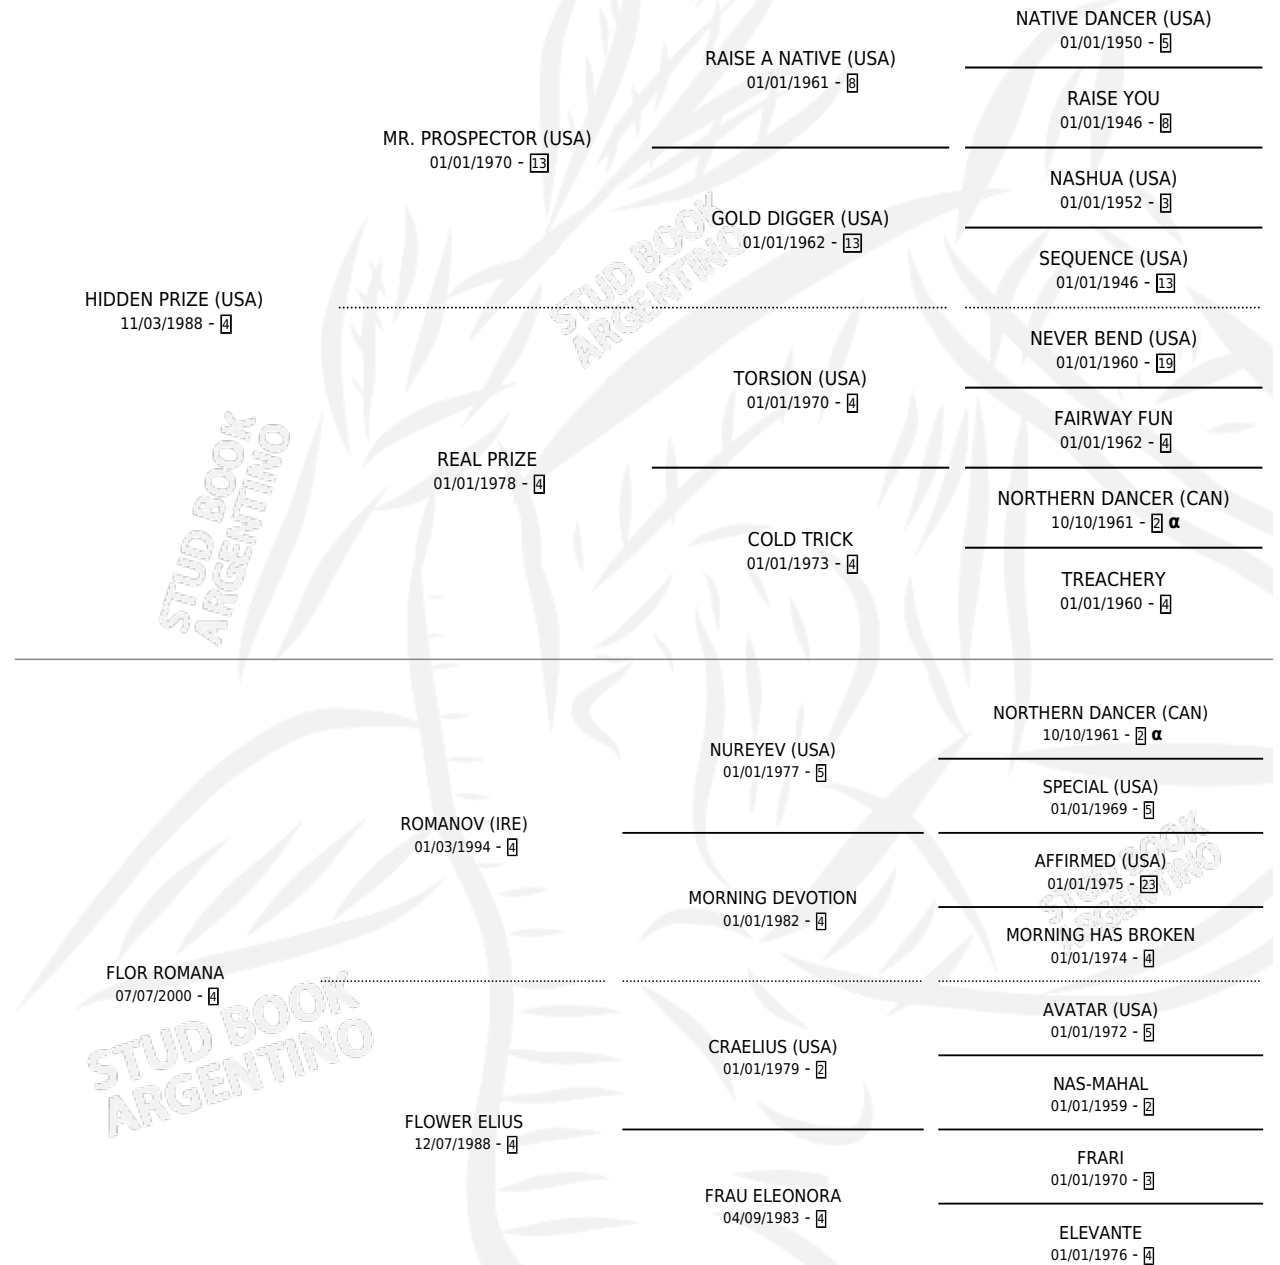 NATIVE DANCER (USA)
01/01/1950 - 5
RAISE A NATIVE (USA)
01/01/1961 - 8
RAISE YOU
01/01/1946 - 8
MR. PROSPECTOR (USA)
01/01/1970 - 13
NASHUA (USA)
01/01/1952 - 3
GOLD DIGGER (USA)
01/01/1962 - 13
SEQUENCE (USA)
01/01/1946 - 13
HIDDEN PRIZE (USA)
11/03/1988 - 4
NEVER BEND (USA)
01/01/1960 - 19
TORSION (USA)
01/01/1970 - 4
FAIRWAY FUN
01/01/1962 - 4
REAL PRIZE
01/01/1978 - 4
NORTHERN DANCER (CAN)
10/10/1961 - 2 α
COLD TRICK
01/01/1973 - 4
TREACHERY
01/01/1960 - 4
NORTHERN DANCER (CAN)
10/10/1961 - 2 α
NUREYEV (USA)
01/01/1977 - 5
SPECIAL (USA)
01/01/1969 - 5
ROMANOV (IRE)
01/03/1994 - 4
AFFIRMED (USA)
01/01/1975 - 23
MORNING DEVOTION
01/01/1982 - 4
MORNING HAS BROKEN
01/01/1974 - 4
FLOR ROMANA
07/07/2000 - 4
AVATAR (USA)
01/01/1972 - 5
CRAELIUS (USA)
01/01/1979 - 2
NAS-MAHAL
01/01/1959 - 2
FLOWER ELIUS
12/07/1988 - 4
FRARI
01/01/1970 - 3
FRAU ELEONORA
04/09/1983 - 4
ELEVANTE
01/01/1976 - 4
STUD BOOK
ARGENTINO
STUD BOOK
ARGENTINO
STUD BOOK
ARGENTINO
STUD BOOK
ARGENTINO